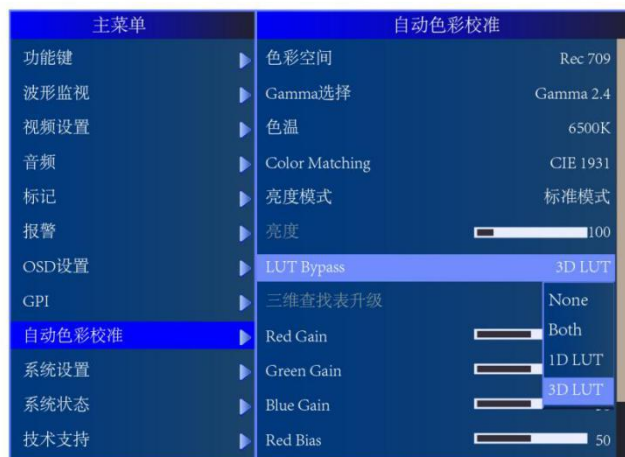 主菜单
功能键
波形监视
视频设置
音频
标记
报警
OSD设置
GPI
自动色彩校准
系统设置
系统状态
技术支持
自动色彩校准
色彩空间 Rec 709
Gamma选择 Gamma 2.4
色温 6500K
Color Matching CIE 1931
亮度模式 标准模式
亮度 100
LUT Bypass 3D LUT
三维查找表升级
Red Gain
Green Gain
Blue Gain
Red Bias 50
None
Both
1D LUT
3D LUT